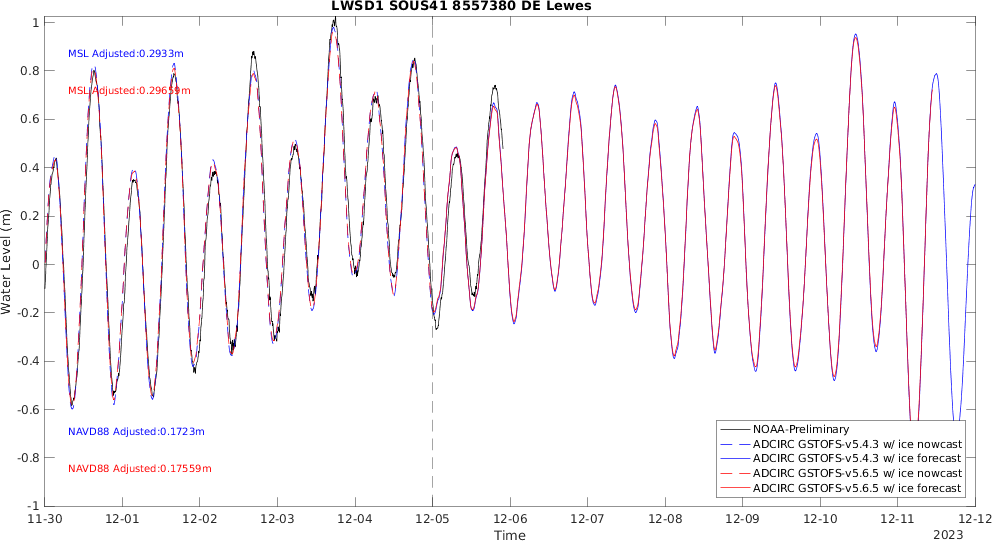 LWSD1 SOUS41 8557380 DE Lewes
MSL Adjusted:0.2933m
MSL Adjusted:0.29659m
NAVD88 Adjusted:0.1723m
NAVD88 Adjusted:0.17559m
Water Level (m)
1
0.8
0.6
0.4
0.2
0
-0.2
-0.4
-0.6
-0.8
-1
NOAA-Preliminary
ADCIRC GSTOFS-v5.4.3 w/ ice nowcast
ADCIRC GSTOFS-v5.4.3 w/ ice forecast
ADCIRC GSTOFS-v5.6.5 w/ ice nowcast
ADCIRC GSTOFS-v5.6.5 w/ ice forecast
11-30 12-01 12-02 12-03 12-04 12-05 12-06 12-07 12-08 12-09 12-10 12-11 12-12
Time
2023